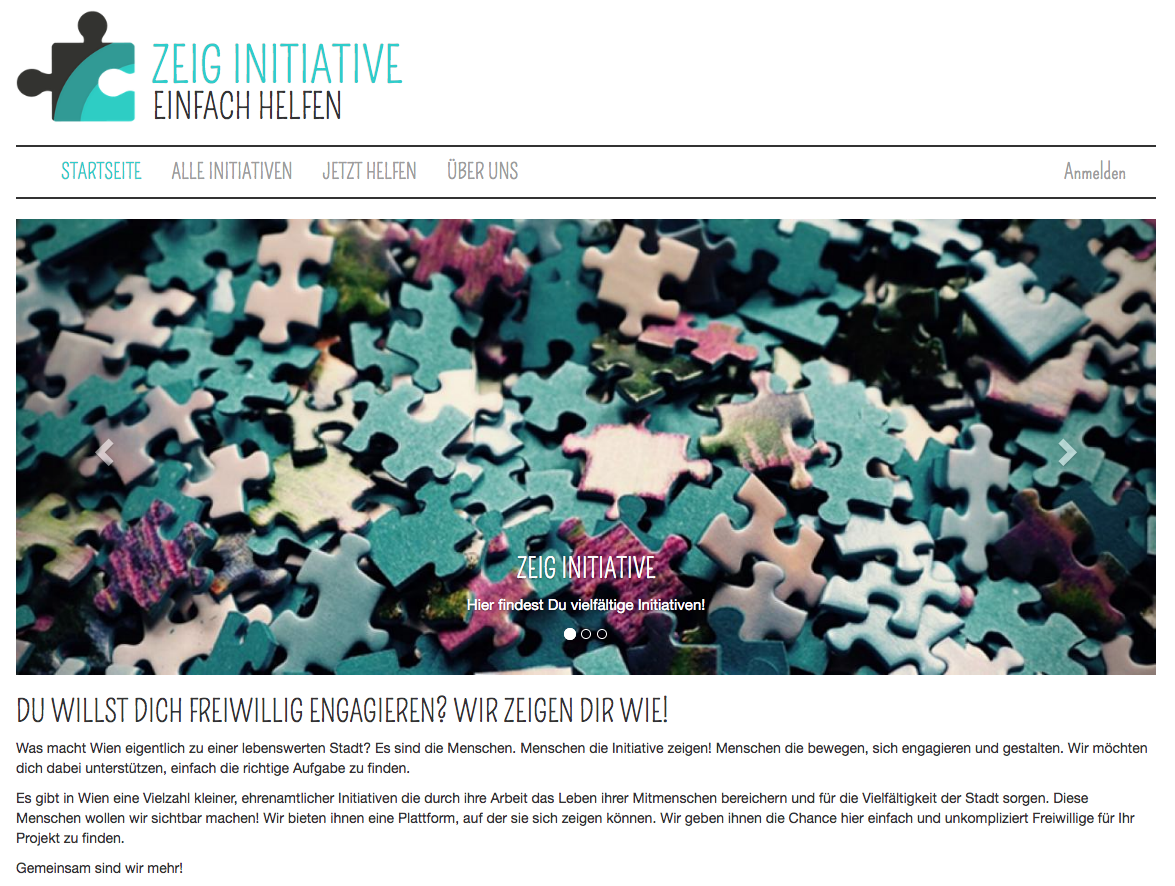 ZEIG INITIATIVE
EINFACH HELFEN
STARTSEITE ALLE INITIATIVEN JETZT HELFEN ÜBER UNS Anmelden
ZEIG INITIATIVE
Hier findest Du vielfältige Initiativen!
DU WILLST DICH FREIWILLIG ENGAGIEREN? WIR ZEIGEN DIR WIE!
Was macht Wien eigentlich zu einer lebenswerten Stadt? Es sind die Menschen. Menschen die Initiative zeigen! Menschen die bewegen, sich engagieren und gestalten. Wir möchten
dich dabei unterstützen, einfach die richtige Aufgabe zu finden.
Es gibt in Wien eine Vielzahl kleiner, ehrenamtlicher Initiativen die durch ihre Arbeit das Leben ihrer Mitmenschen bereichern und für die Vielfältigkeit der Stadt sorgen. Diese
Menschen wollen wir sichtbar machen! Wir bieten ihnen eine Plattform, auf der sie sich zeigen können. Wir geben ihnen die Chance hier einfach und unkompliziert Freiwillige für Ihr
Projekt zu finden.
Gemeinsam sind wir mehr!